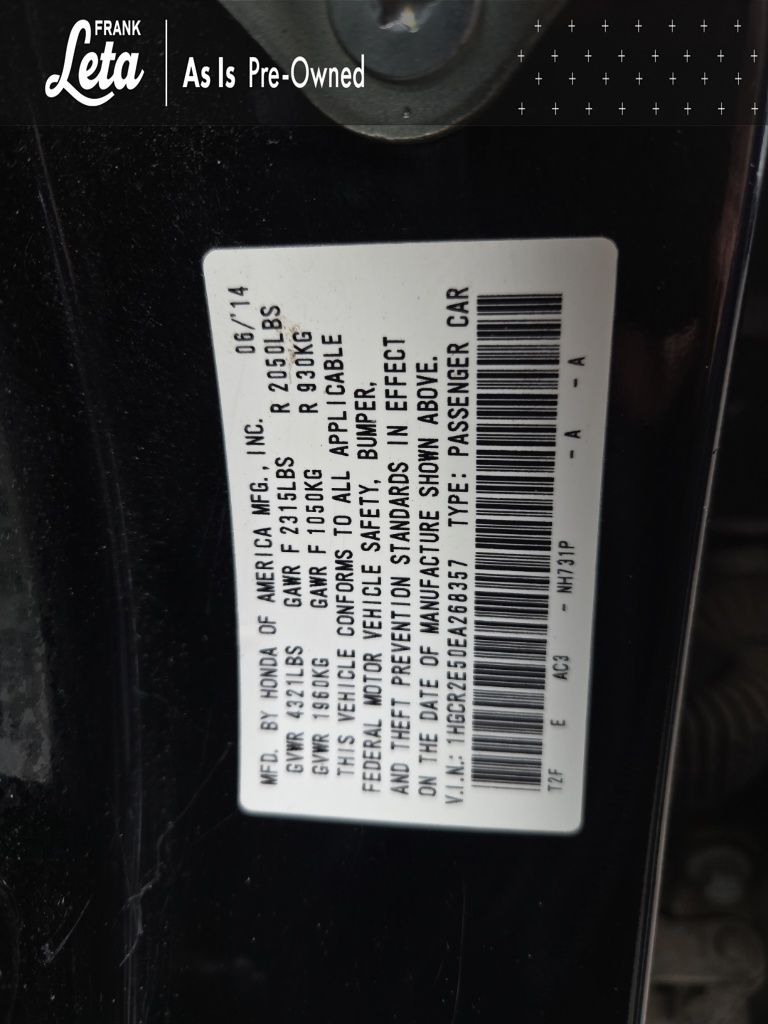 FRANK
Leta
As Is Pre-Owned
MFD. BY HONDA OF AMERICA MFG., INC. 06/'14
GVWR 4321LBS GAWR F 2315LBS R 2050LBS
GVWR 1960KG GAWR F 1050KG R 930KG
THIS VEHICLE CONFORMS TO ALL APPLICABLE
FEDERAL MOTOR VEHICLE SAFETY, BUMPER,
AND THEFT PREVENTION STANDARDS IN EFFECT
ON THE DATE OF MANUFACTURE SHOWN ABOVE.
V.I.N.: 1HGCR2E50EA268357 TYPE: PASSENGER CAR
T2F E AC3 - NH731P - A - A